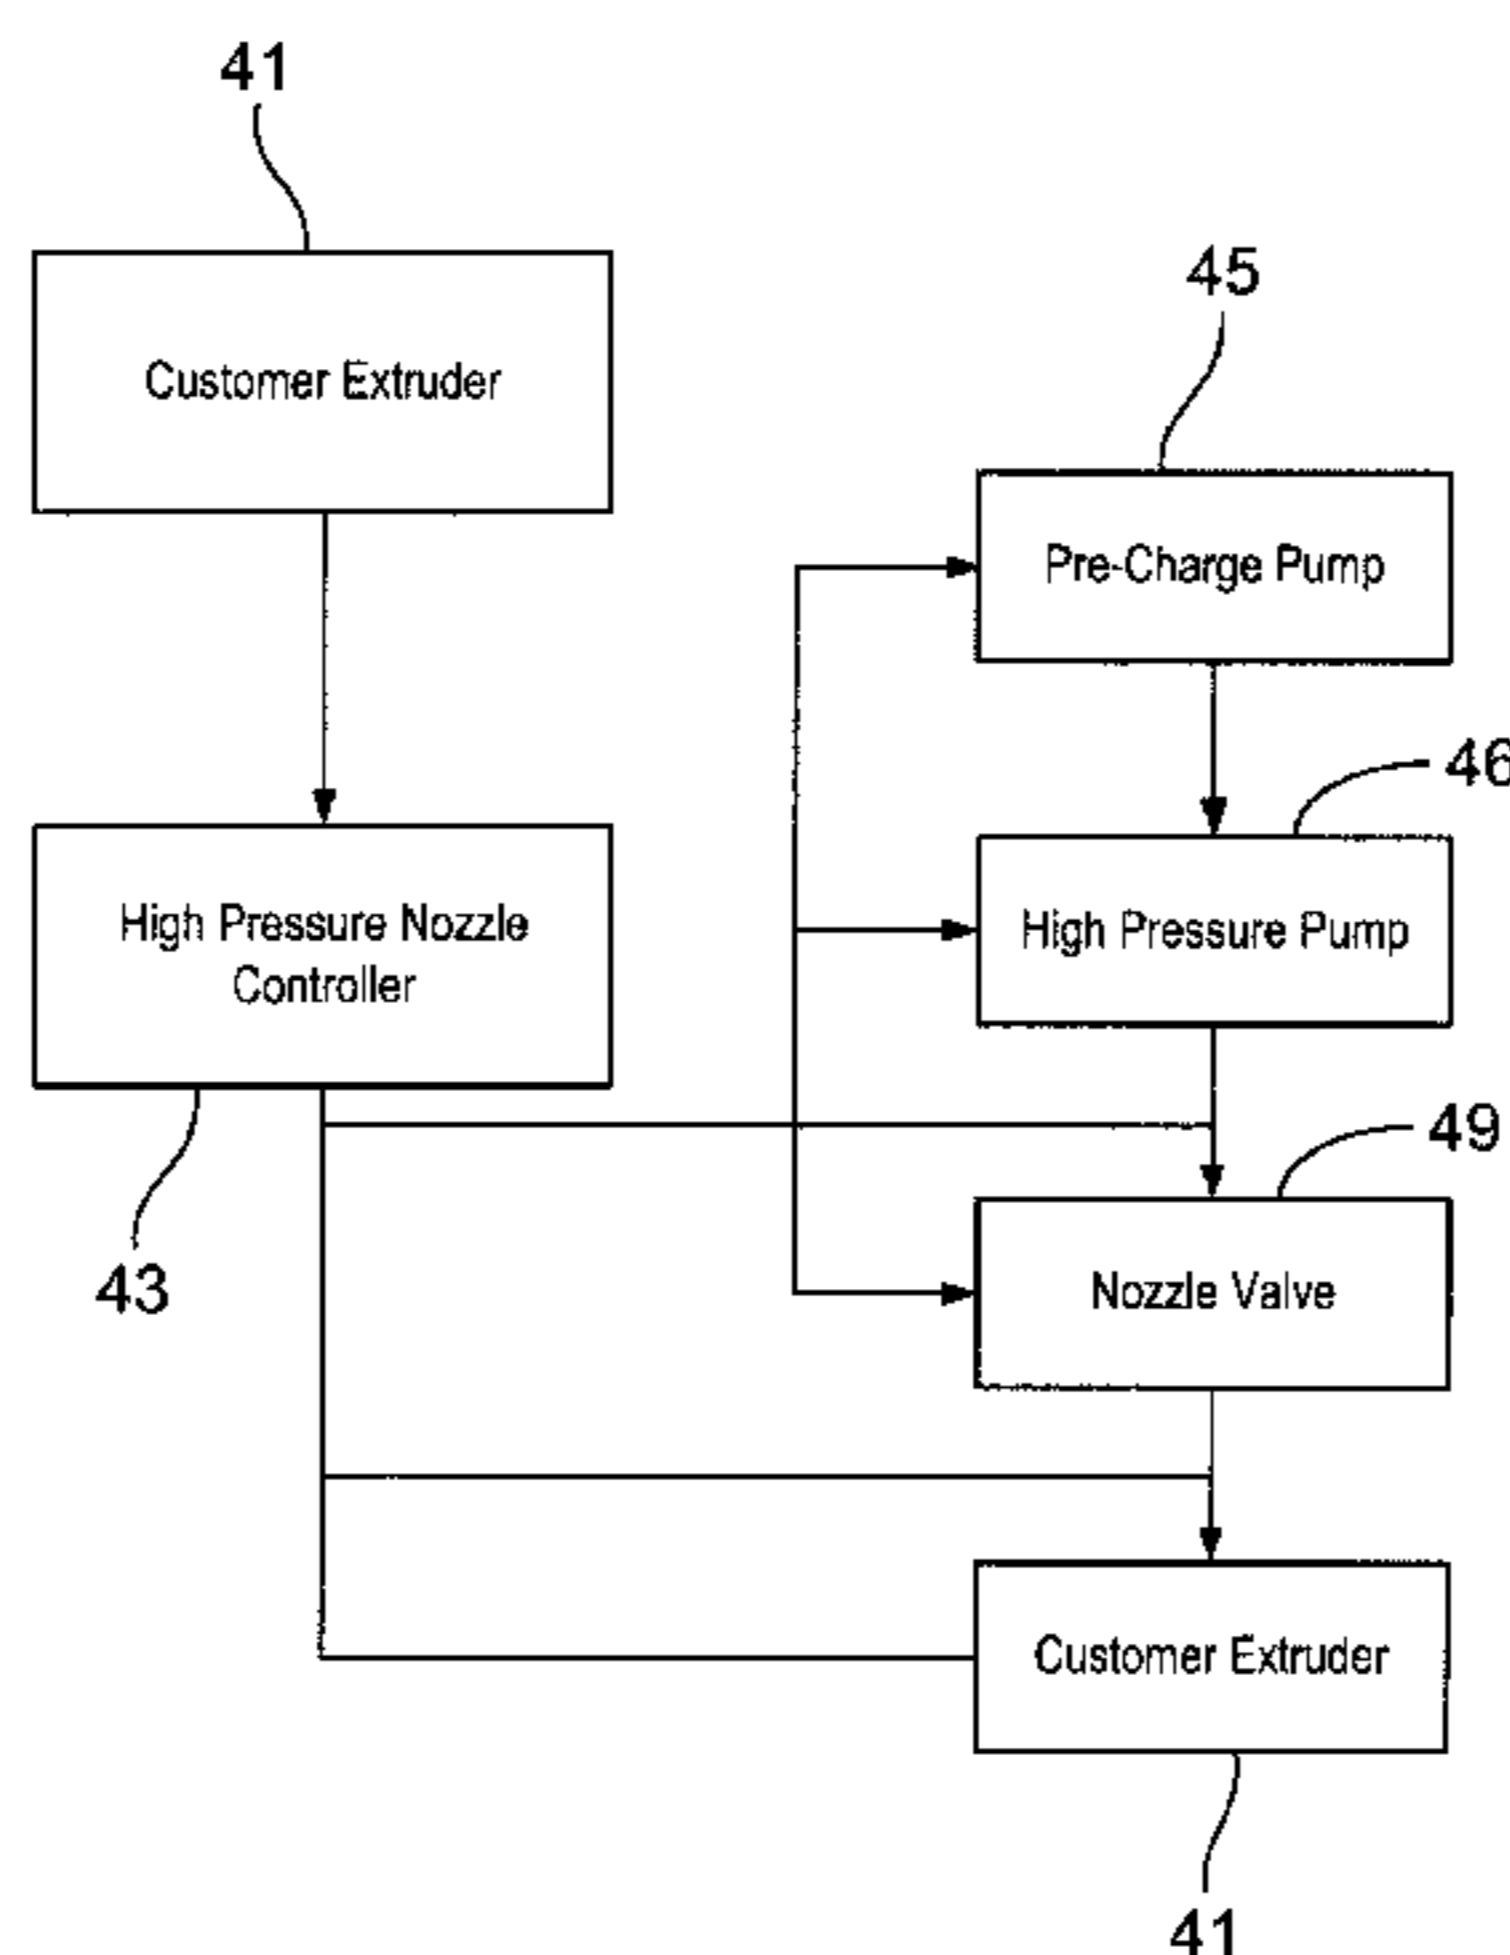 41
Customer Extruder
45
Pre-Charge Pump
46
High Pressure Pump
High Pressure Nozzle
Controller
49
43
Nozzle Valve
Customer Extruder
41